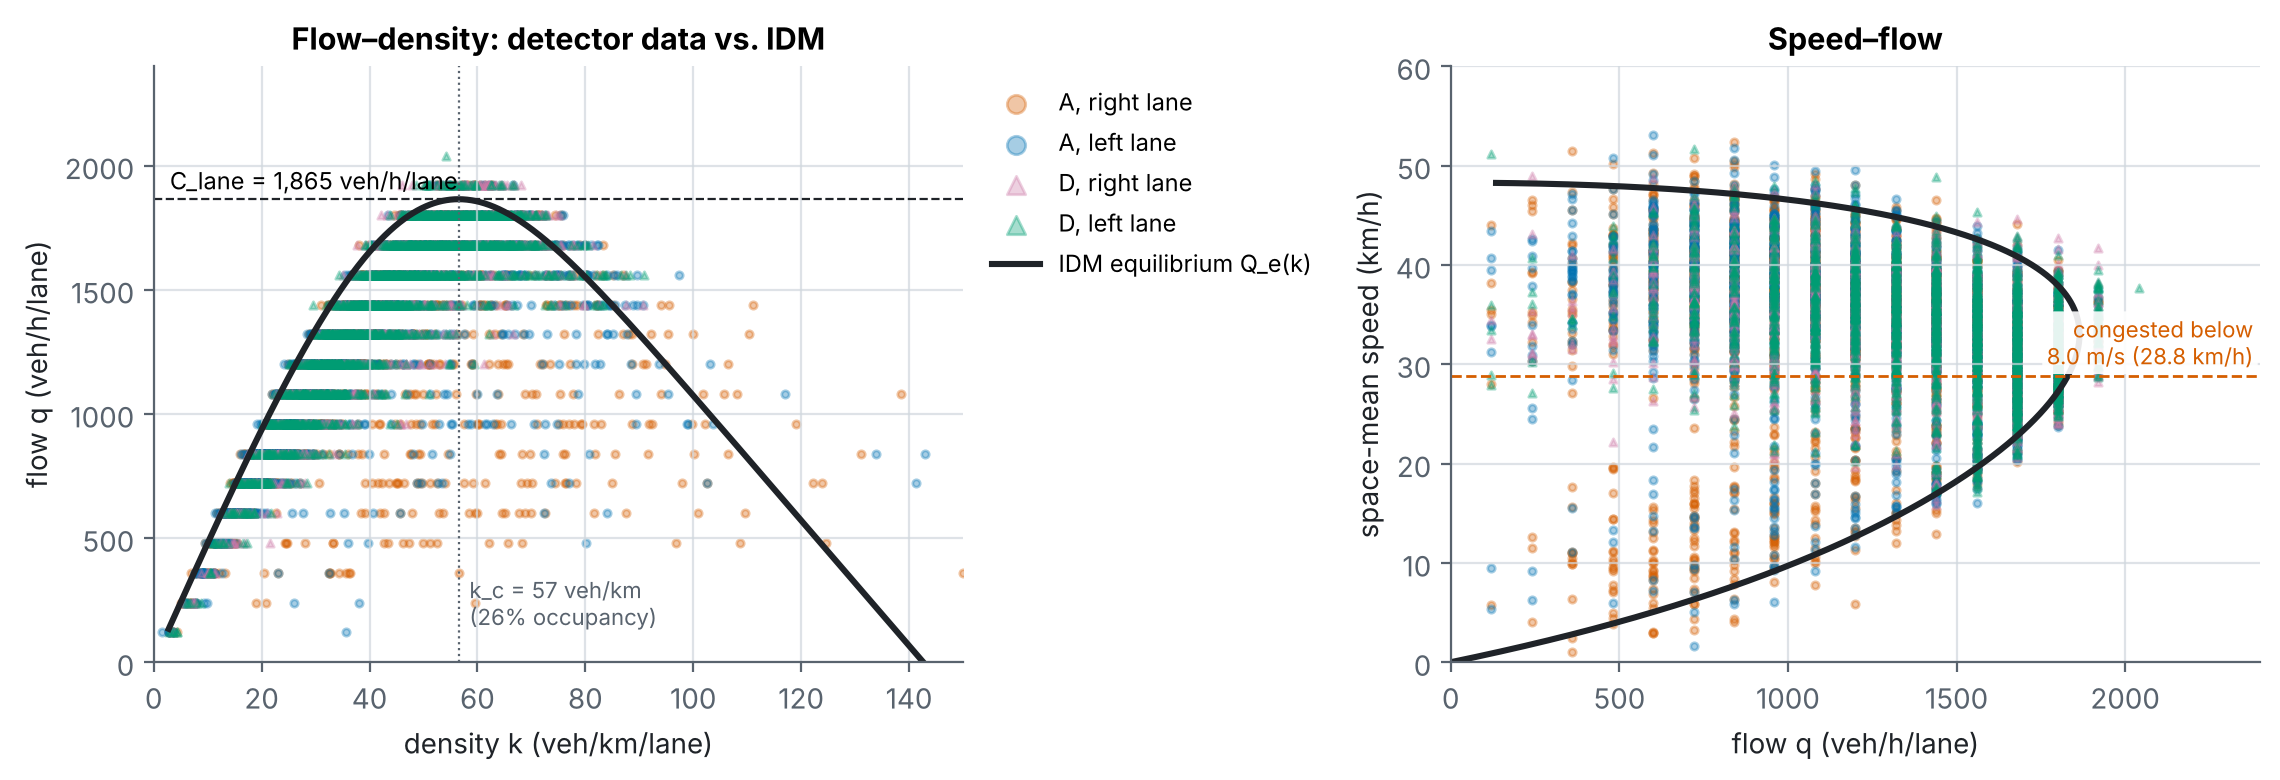 Flow–density: detector data vs. IDM
flow q (veh/h/lane)
2000
1500
1000
500
0
C_lane = 1,865 veh/h/lane
k_c = 57 veh/km
(26% occupancy)
0 20 40 60 80 100 120 140
density k (veh/km/lane)
A, right lane
A, left lane
D, right lane
D, left lane
IDM equilibrium Q_e(k)
Speed–flow
space-mean speed (km/h)
60
50
40
30
20
10
0
congested below
8.0 m/s (28.8 km/h)
0 500 1000 1500 2000
flow q (veh/h/lane)